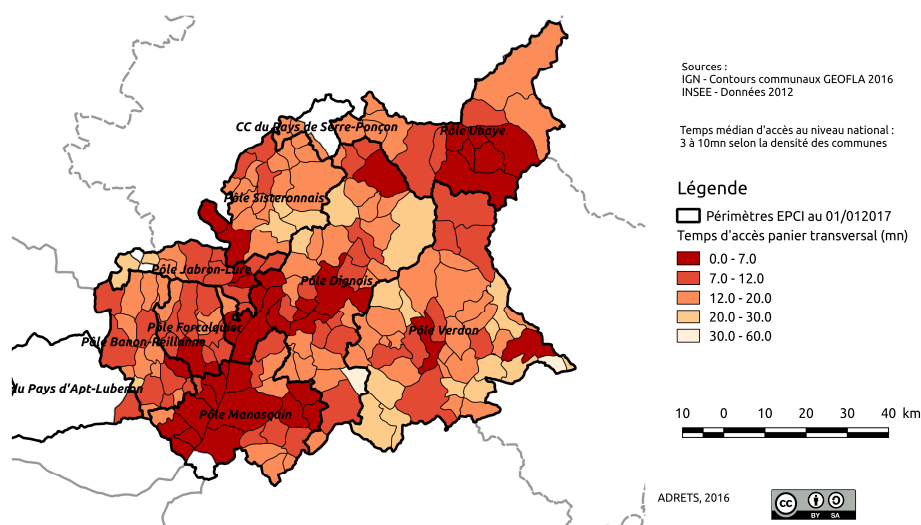 CC du Pays de Serre-Ponçon
Pôle Ubaye
Pôle Sisteronnais
Pôle Jabron-Lure
Pôle Dignois
Pôle Forcalquier
Pôle Verdon
Pôle Banon-Reillanne
du Pays d'Apt-Luberon
Pôle Manosquin
Sources :
IGN - Contours communaux GEOFLA 2016
INSEE - Données 2012
Temps médian d'accès au niveau national :
3 à 10mn selon la densité des communes
Légende
Périmètres EPCI au 01/012017
Temps d'accès panier transversal (mn)
0.0 - 7.0
7.0 - 12.0
12.0 - 20.0
20.0 - 30.0
30.0 - 60.0
10 0 10 20 30 40 km
ADRETS, 2016
cc BY SA